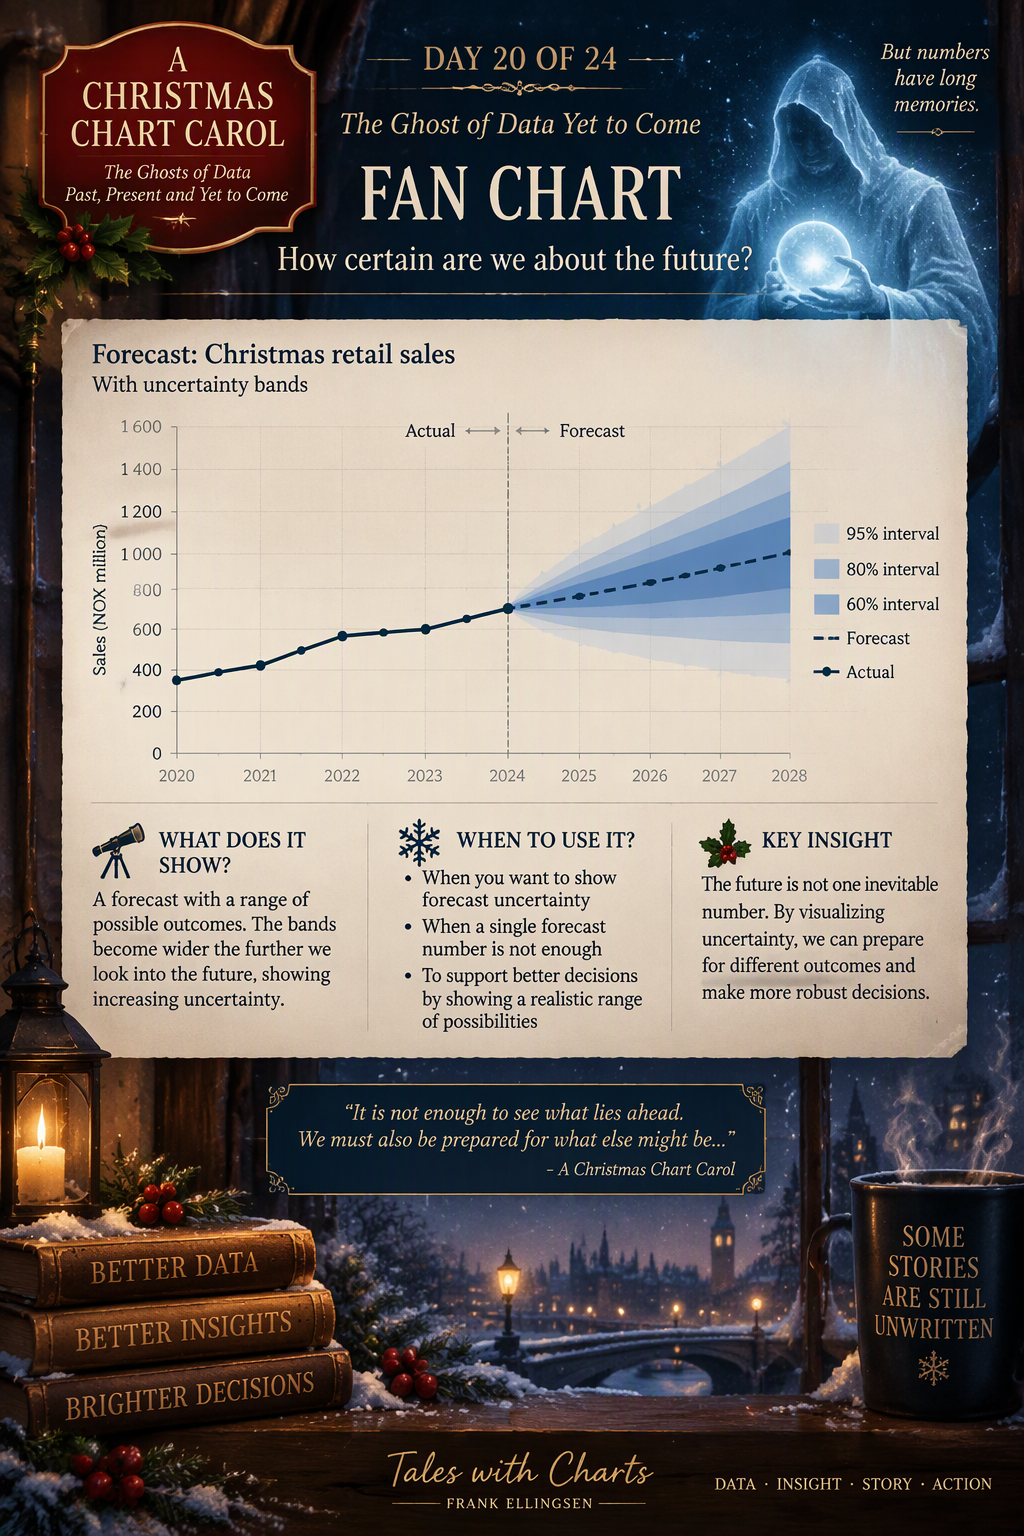 A
CHRISTMAS
CHART CAROL
The Ghosts of Data
Past, Present and Yet to Come
DAY 20 OF 24
The Ghost of Data Yet to Come
FAN CHART
How certain are we about the future?
But numbers
have long
memories.
Forecast: Christmas retail sales
With uncertainty bands
Actual
Forecast
Sales (NOX million)
1 600
1 400
1 200
1 000
800
600
400
200
0
2020
2021
2022
2023
2024
2025
2026
2027
2028
95% interval
80% interval
60% interval
Forecast
Actual
WHAT DOES IT
SHOW?
A forecast with a range of
possible outcomes. The bands
become wider the further we
look into the future, showing
increasing uncertainty.
WHEN TO USE IT?
• When you want to show
forecast uncertainty
• When a single forecast
number is not enough
• To support better decisions
by showing a realistic range
of possibilities
KEY INSIGHT
The future is not one inevitable
number. By visualizing
uncertainty, we can prepare
for different outcomes and
make more robust decisions.
“It is not enough to see what lies ahead.
We must also be prepared for what else might be...”
– A Christmas Chart Carol
BETTER DATA
BETTER INSIGHTS
BRIGHTER DECISIONS
SOME
STORIES
ARE STILL
UNWRITTEN
Tales with Charts
FRANK ELLINGSEN
DATA · INSIGHT · STORY · ACTION